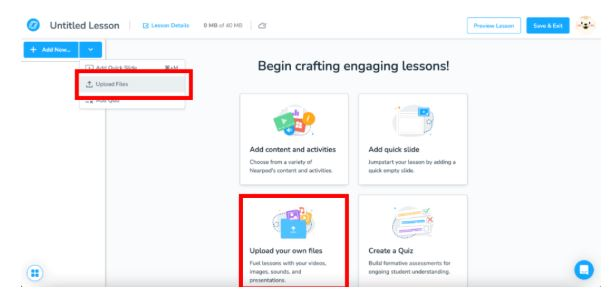 Untitled Lesson
Lesson Details
0 MB of 40 MB
Preview Lesson
Save & Exit
+ Add New...
Add Quick Slide ⌘+M
Upload Files
Begin crafting engaging lessons!
Add content and activities
Choose from a variety of
Nearpod's content and activities.
Add quick slide
Jumpstart your lesson by adding a
quick empty slide.
Upload your own files
Fuel lessons with your videos,
images, sounds, and
presentations.
Create a Quiz
Build formative assessments for
ongoing student understanding.